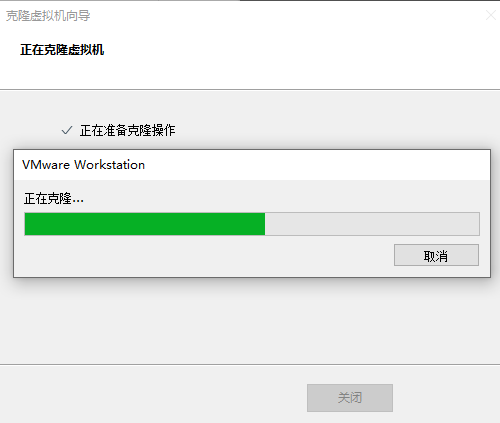 克隆虚拟机向导
正在克隆虚拟机
正在准备克隆操作
VMware Workstation
正在克隆...
取消
关闭